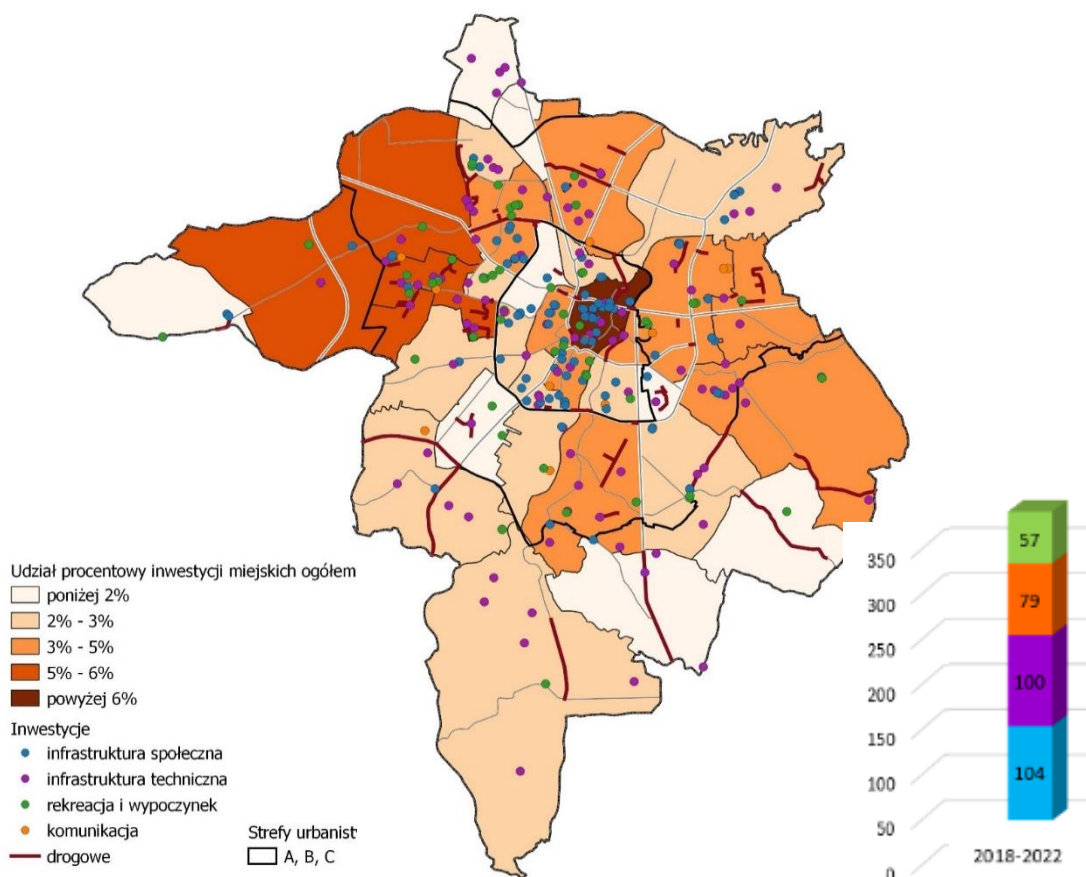 Udział procentowy inwestycji miejskich ogółem
poniżej 2%
2% - 3%
3% - 5%
5% - 6%
powyżej 6%
Inwestycje
infrastruktura społeczna
infrastruktura techniczna
rekreacja i wypoczynek
komunikacja
drogowe
Strefy urbanist
A, B, C
350
300
250
200
150
100
50
0
57
79
100
104
2018-2022